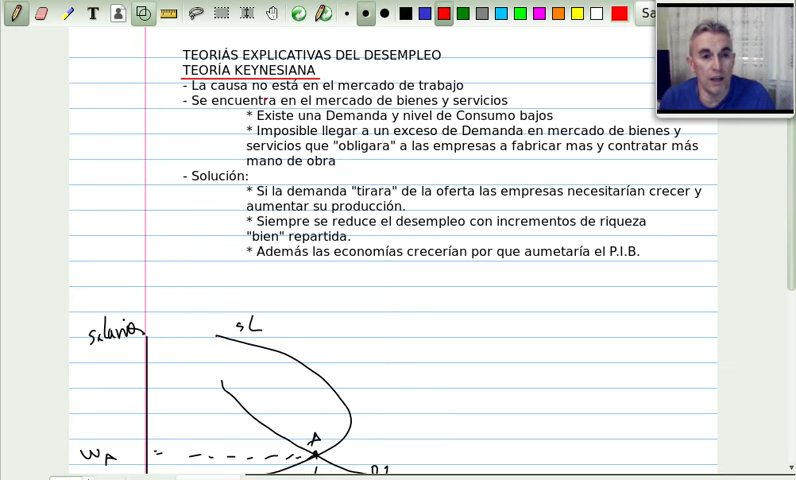 T
Sa
TEORIÁS EXPLICATIVAS DEL DESEMPLEO
TEORÍA KEYNESIANA
- La causa no está en el mercado de trabajo
- Se encuentra en el mercado de bienes y servicios
* Existe una Demanda y nivel de Consumo bajos
* Imposible llegar a un exceso de Demanda en mercado de bienes y
servicios que "obligara" a las empresas a fabricar mas y contratar más
mano de obra
- Solución:
* Si la demanda "tirara" de la oferta las empresas necesitarían crecer y
aumentar su producción.
* Siempre se reduce el desempleo con incrementos de riqueza
"bien" repartida.
* Además las economías crecerían por que aumetaría el P.I.B.
Salarios
sL
A
WA